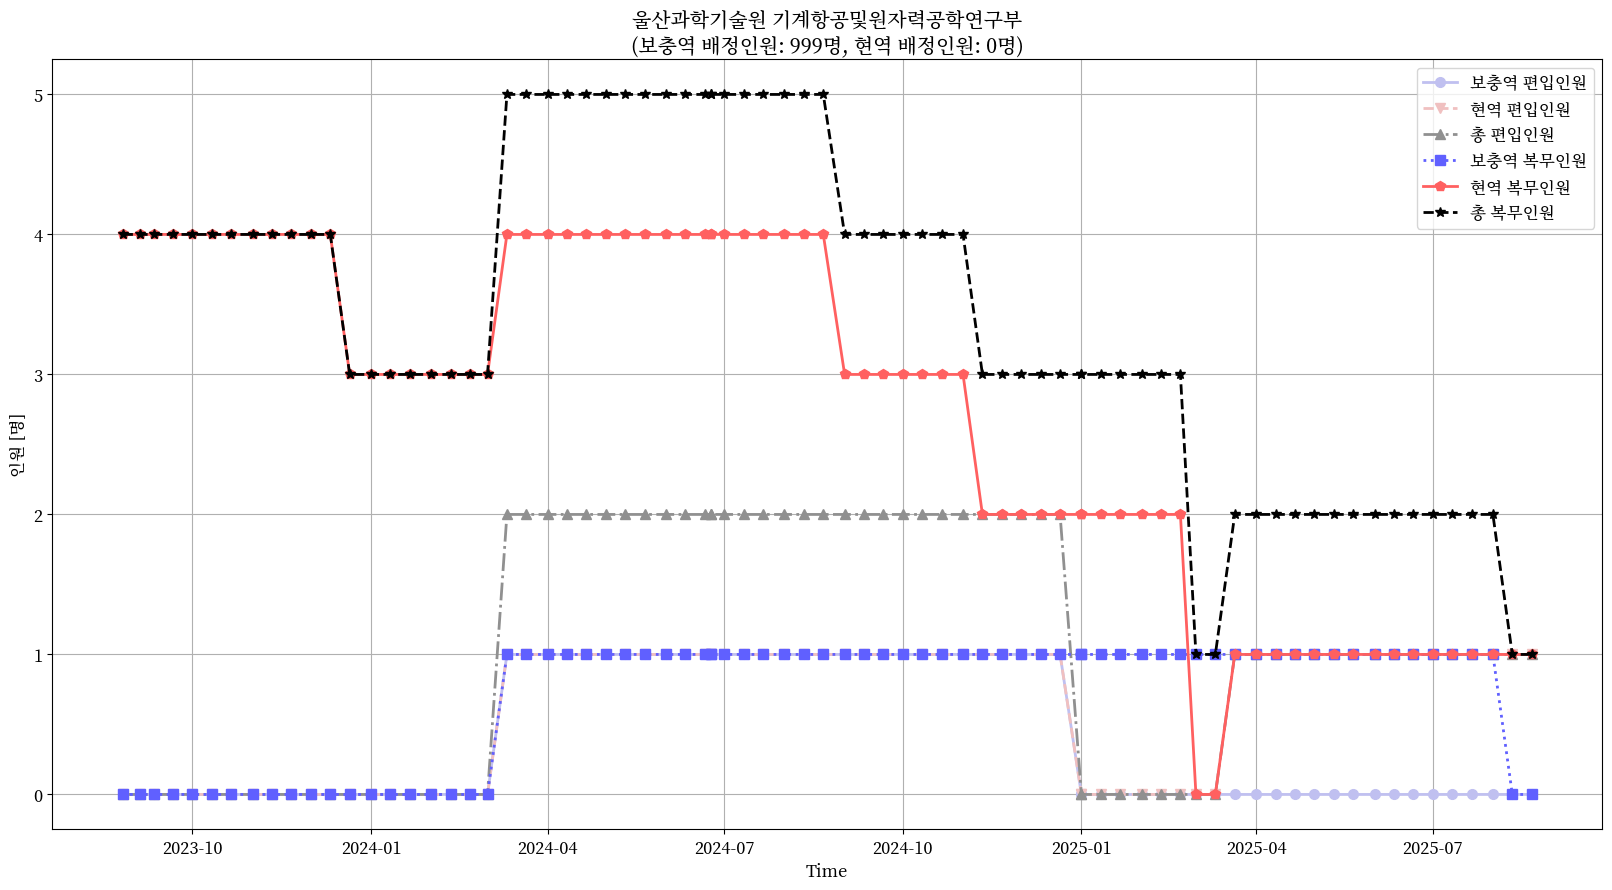 울산과학기술원 기계항공및원자력공학연구부
(보충역 배정인원: 999명, 현역 배정인원: 0명)
보충역 편입인원
현역 편입인원
총 편입인원
보충역 복무인원
현역 복무인원
총 복무인원
인원 [명]
5
4
3
2
1
0
2023-10
2024-01
2024-04
2024-07
2024-10
2025-01
2025-04
2025-07
Time